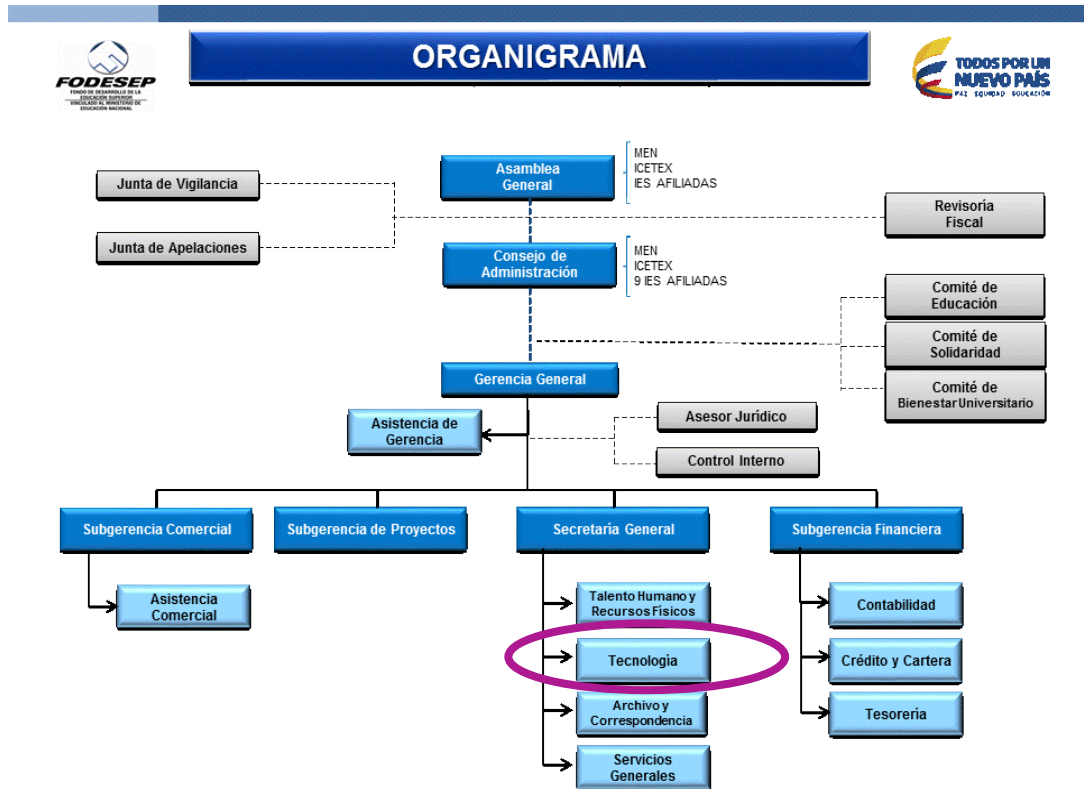 ORGANIGRAMA
FODESEP
FONDO DE DESARROLLO DE LA
EDUCACIÓN SUPERIOR
VINCULADO AL MINISTERIO DE
EDUCACIÓN NACIONAL
TODOS POR UN
NUEVO PAÍS
PAZ EQUIDAD EDUCACIÓN
Asamblea
General
MEN
ICETEX
IES AFILIADAS
Junta de Vigilancia
Revisoría
Fiscal
Junta de Apelaciones
Consejo de
Administración
MEN
ICETEX
9 IES AFILIADAS
Comité de
Educación
Comité de
Solidaridad
Comité de
Bienestar Universitario
Gerencia General
Asistencia de
Gerencia
Asesor Jurídico
Control Interno
Subgerencia Comercial
Subgerencia de Proyectos
Secretaría General
Subgerencia Financiera
Asistencia
Comercial
Talento Humano y
Recursos Físicos
Tecnología
Archivo y
Correspondencia
Servicios
Generales
Contabilidad
Crédito y Cartera
Tesorería